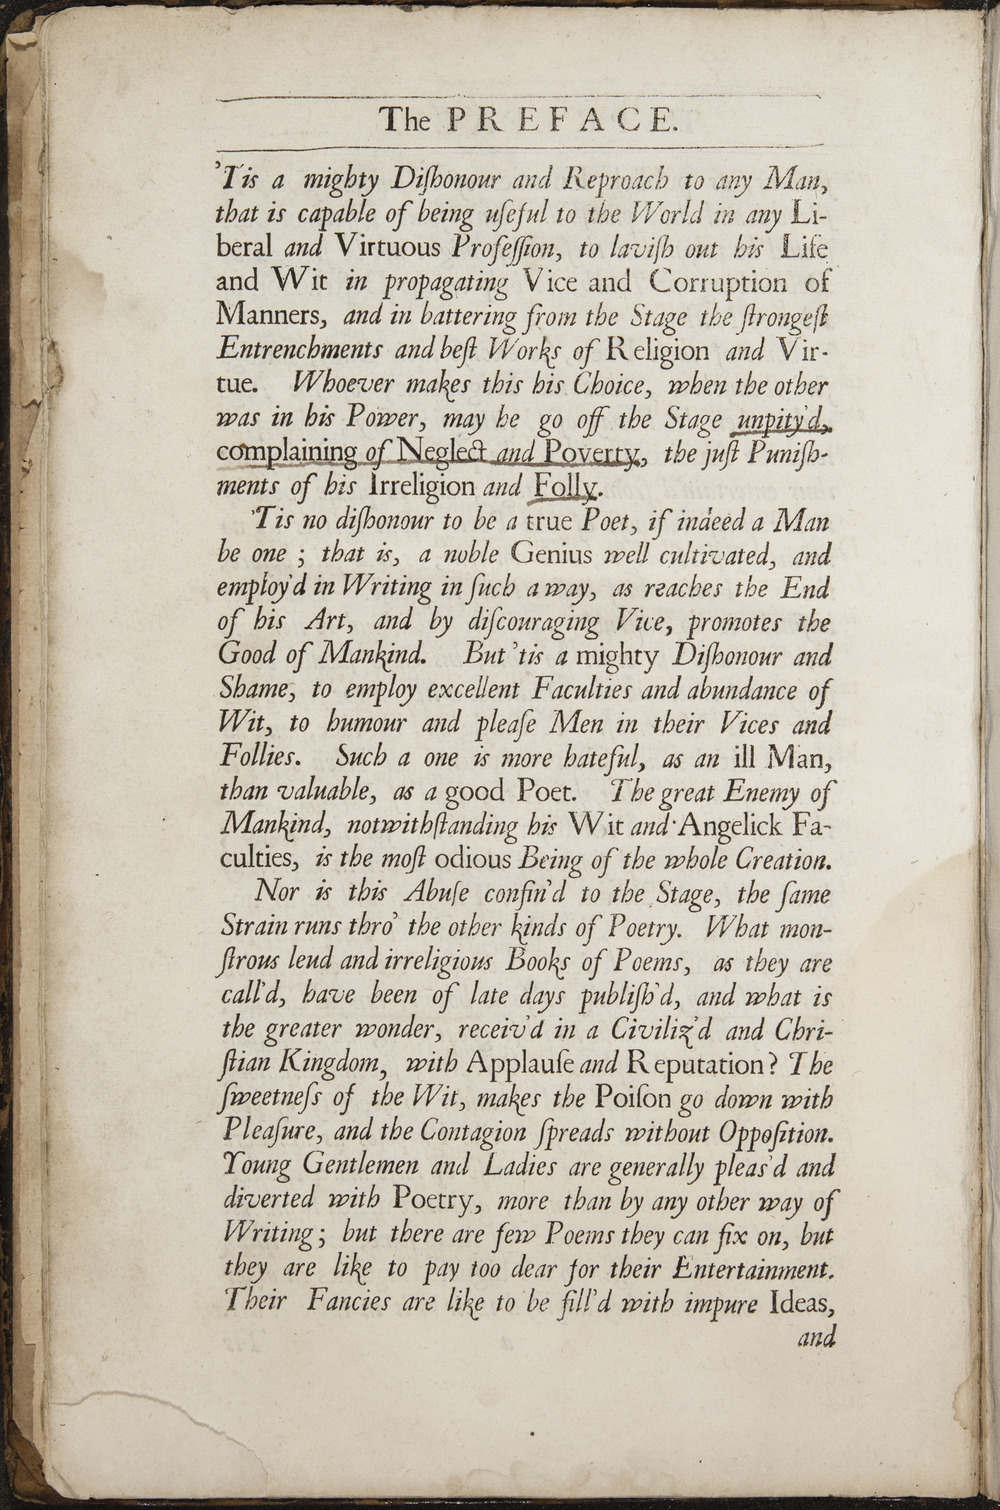 The PREFACE.
'Tis a mighty Diſhonour and Reproach to any Man,
that is capable of being uſeful to the World in any Li-
beral and Virtuous Profeſſion, to laviſh out his Life
and Wit in propagating Vice and Corruption of
Manners, and in battering from the Stage the ſtrongeſt
Entrenchments and beſt Works of Religion and Vir-
tue. Whoever makes this his Choice, when the other
was in his Power, may he go off the Stage unpity'd,
complaining of Neglect and Poverty, the juſt Puniſh-
ments of his Irreligion and Folly.
'Tis no diſhonour to be a true Poet, if indeed a Man
be one ; that is, a noble Genius well cultivated, and
employ'd in Writing in ſuch a way, as reaches the End
of his Art, and by diſcouraging Vice, promotes the
Good of Mankind. But 'tis a mighty Diſhonour and
Shame, to employ excellent Faculties and abundance of
Wit, to humour and pleaſe Men in their Vices and
Follies. Such a one is more hateful, as an ill Man,
than valuable, as a good Poet. The great Enemy of
Mankind, notwithſtanding his Wit and Angelick Fa-
culties, is the moſt odious Being of the whole Creation.
Nor is this Abuſe confin'd to the Stage, the ſame
Strain runs thro' the other kinds of Poetry. What mon-
ſtrous leud and irreligious Books of Poems, as they are
call'd, have been of late days publiſh'd, and what is
the greater wonder, receiv'd in a Civiliz'd and Chri-
ſtian Kingdom, with Applauſe and Reputation? The
ſweetneſs of the Wit, makes the Poiſon go down with
Pleaſure, and the Contagion ſpreads without Oppoſition.
Young Gentlemen and Ladies are generally pleas'd and
diverted with Poetry, more than by any other way of
Writing; but there are few Poems they can fix on, but
they are like to pay too dear for their Entertainment.
Their Fancies are like to be fill'd with impure Ideas,
and